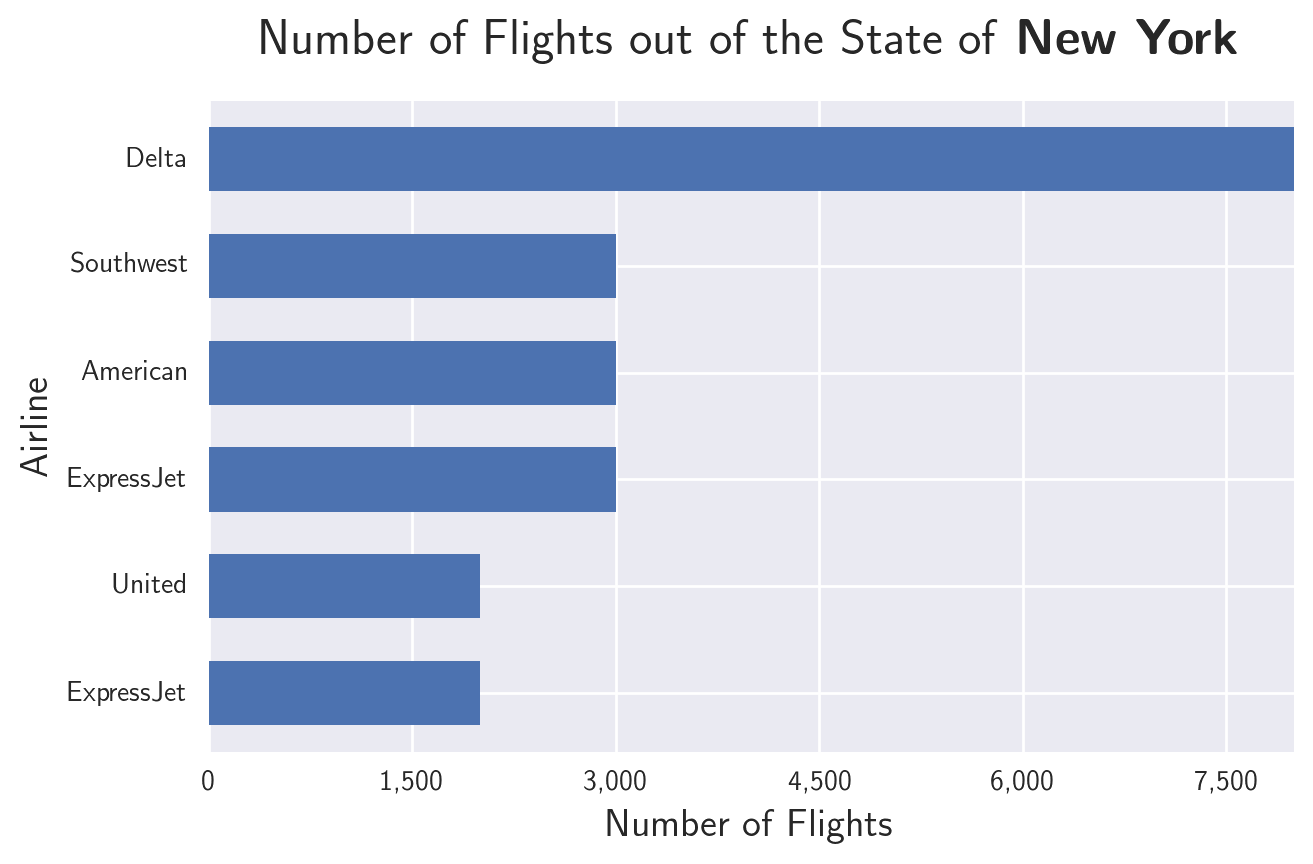 Number of Flights out of the State of New York
Delta
Southwest
American
ExpressJet
United
ExpressJet
Airline
0 1,500 3,000 4,500 6,000 7,500
Number of Flights